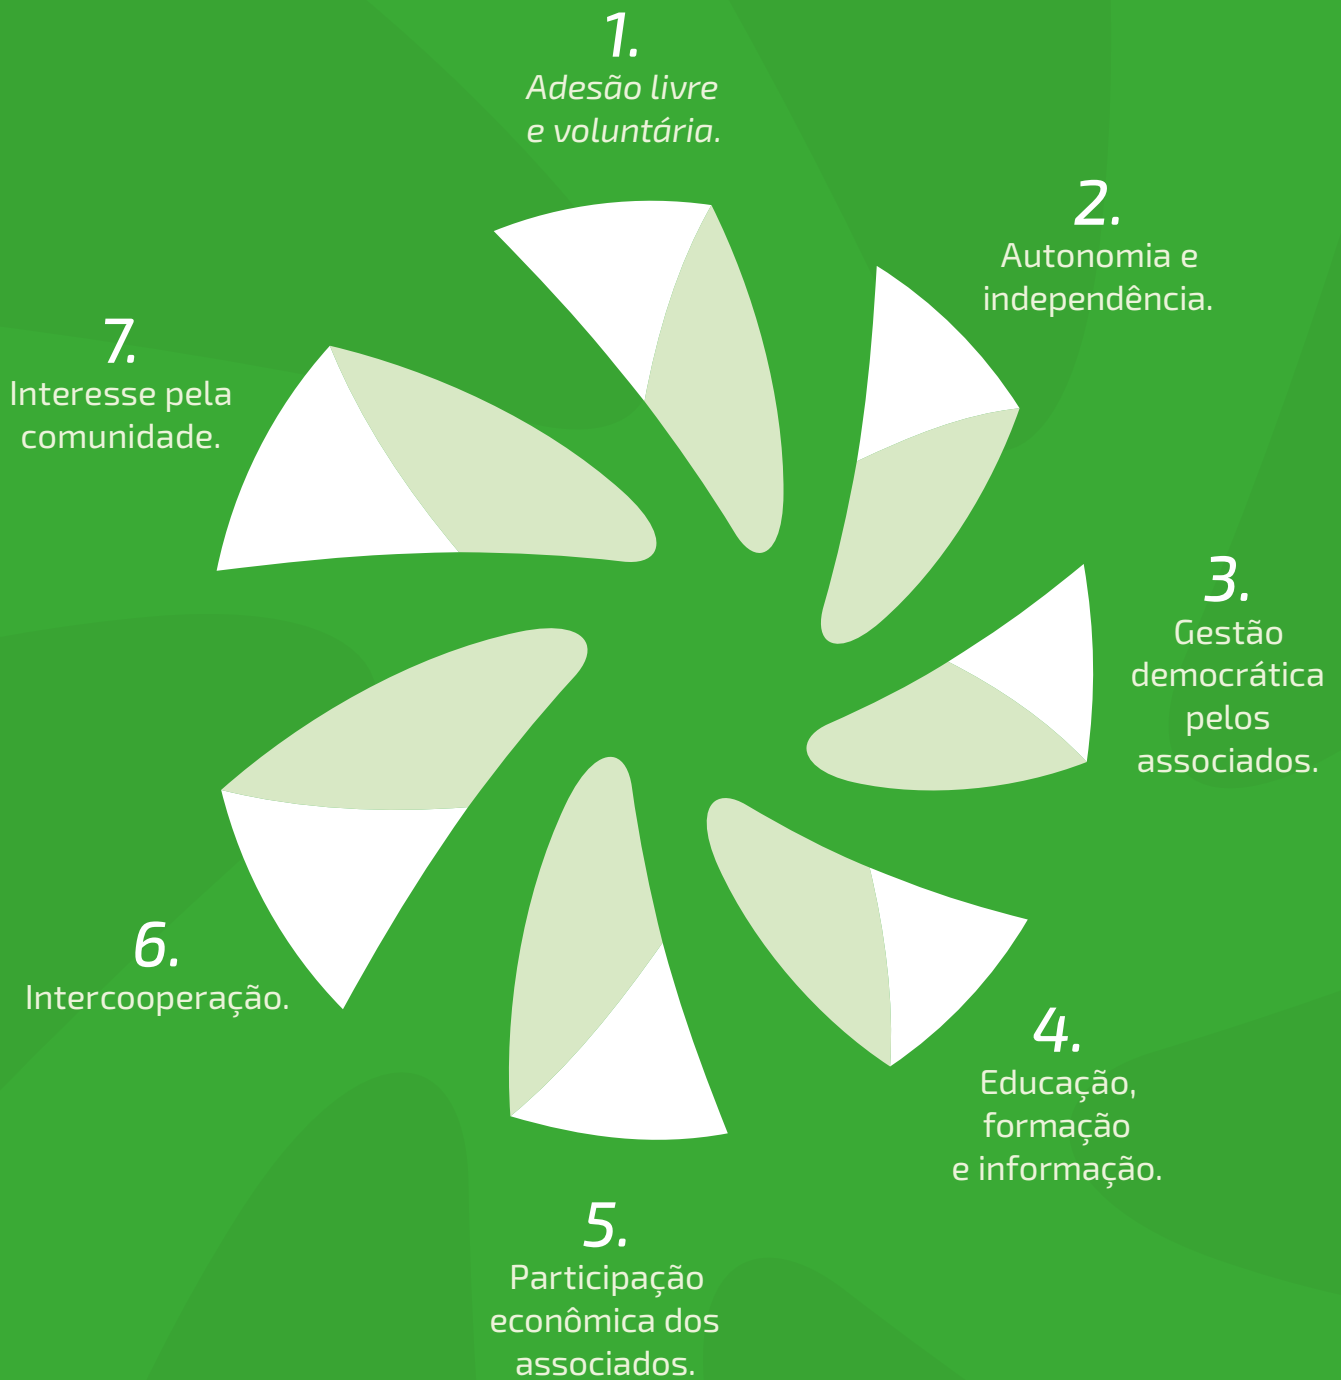 1.
Adesão livre
e voluntária.
2.
Autonomia e
independência.
3.
Gestão
democrática
pelos
associados.
4.
Educação,
formação
e informação.
5.
Participação
econômica dos
associados.
6.
Intercooperação.
7.
Interesse pela
comunidade.